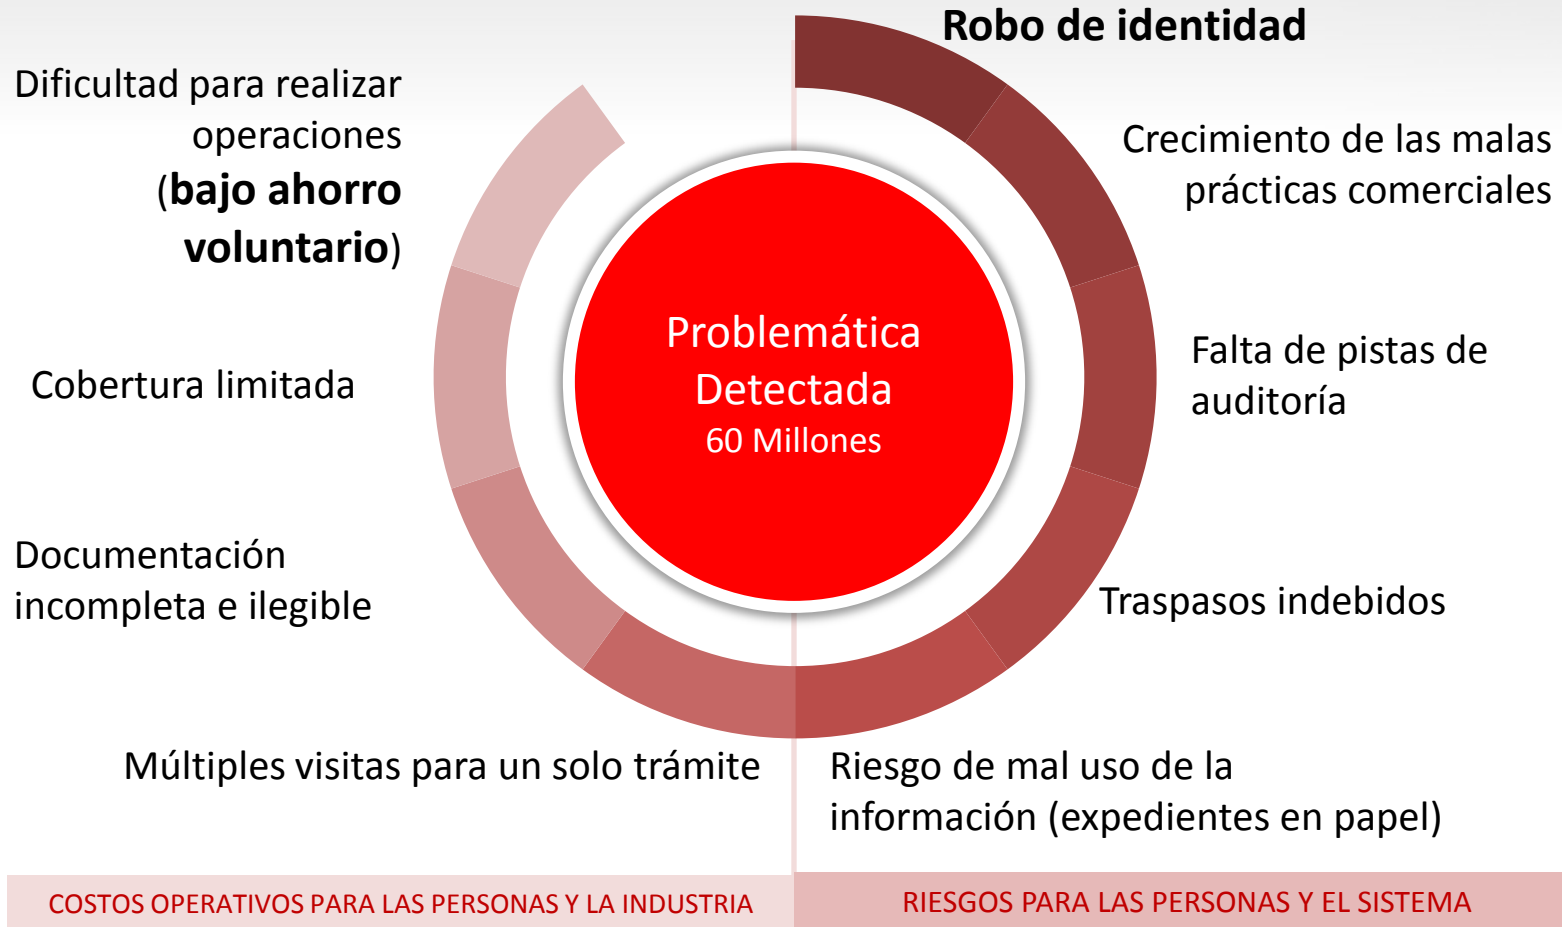 Robo de identidad
Dificultad para realizar
operaciones
(bajo ahorro
voluntario)
Crecimiento de las malas
prácticas comerciales
Problemática
Detectada
60 Millones
Cobertura limitada
Falta de pistas de
auditoría
Documentación
incompleta e ilegible
Traspasos indebidos
Múltiples visitas para un solo trámite
Riesgo de mal uso de la
información (expedientes en papel)
COSTOS OPERATIVOS PARA LAS PERSONAS Y LA INDUSTRIA
RIESGOS PARA LAS PERSONAS Y EL SISTEMA